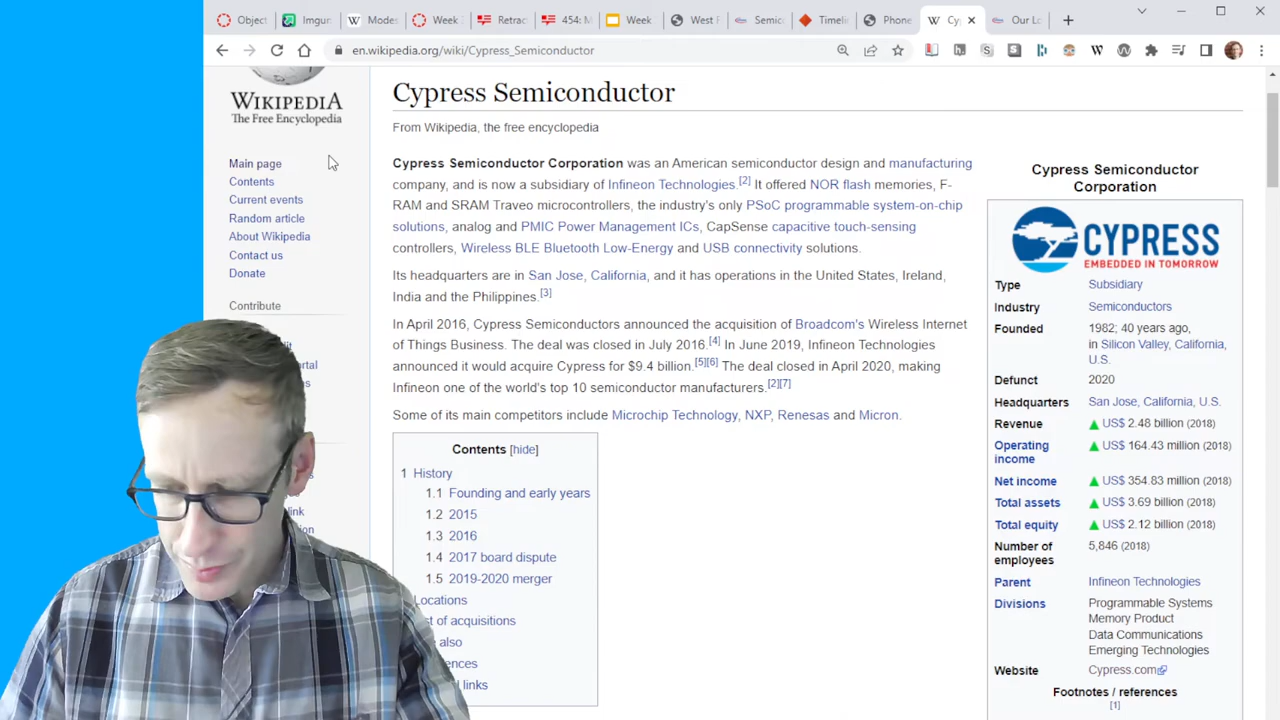 Object
Imgur
Modes
Week
Retrac
454: M
Week
West F
Semic
Timeli
Phone
Cy
Our Lo
en.wikipedia.org/wiki/Cypress_Semiconductor
WIKIPEDIA
The Free Encyclopedia
Main page
Contents
Current events
Random article
About Wikipedia
Contact us
Donate
Contribute
Cypress Semiconductor
From Wikipedia, the free encyclopedia
Cypress Semiconductor Corporation was an American semiconductor design and manufacturing
company, and is now a subsidiary of Infineon Technologies.[2] It offered NOR flash memories, F-
RAM and SRAM Traveo microcontrollers, the industry's only PSoC programmable system-on-chip
solutions, analog and PMIC Power Management ICs, CapSense capacitive touch-sensing
controllers, Wireless BLE Bluetooth Low-Energy and USB connectivity solutions.
Its headquarters are in San Jose, California, and it has operations in the United States, Ireland,
India and the Philippines.[3]
In April 2016, Cypress Semiconductors announced the acquisition of Broadcom's Wireless Internet
of Things Business. The deal was closed in July 2016.[4] In June 2019, Infineon Technologies
announced it would acquire Cypress for $9.4 billion.[5][6] The deal closed in April 2020, making
Infineon one of the world's top 10 semiconductor manufacturers.[2][7]
Some of its main competitors include Microchip Technology, NXP, Renesas and Micron.
Contents [hide]
1 History
1.1 Founding and early years
1.2 2015
1.3 2016
1.4 2017 board dispute
1.5 2019-2020 merger
Locations
st of acquisitions
also
ences
l links
Cypress Semiconductor
Corporation
CYPRESS
EMBEDDED IN TOMORROW
Type Subsidiary
Industry Semiconductors
Founded 1982; 40 years ago,
in Silicon Valley, California,
U.S.
Defunct 2020
Headquarters San Jose, California, U.S.
Revenue ▲ US$ 2.48 billion (2018)
Operating ▲ US$ 164.43 million (2018)
income
Net income ▲ US$ 354.83 million (2018)
Total assets ▲ US$ 3.69 billion (2018)
Total equity ▲ US$ 2.12 billion (2018)
Number of 5,846 (2018)
employees
Parent Infineon Technologies
Divisions Programmable Systems
Memory Product
Data Communications
Emerging Technologies
Website Cypress.com
Footnotes / references
[1]